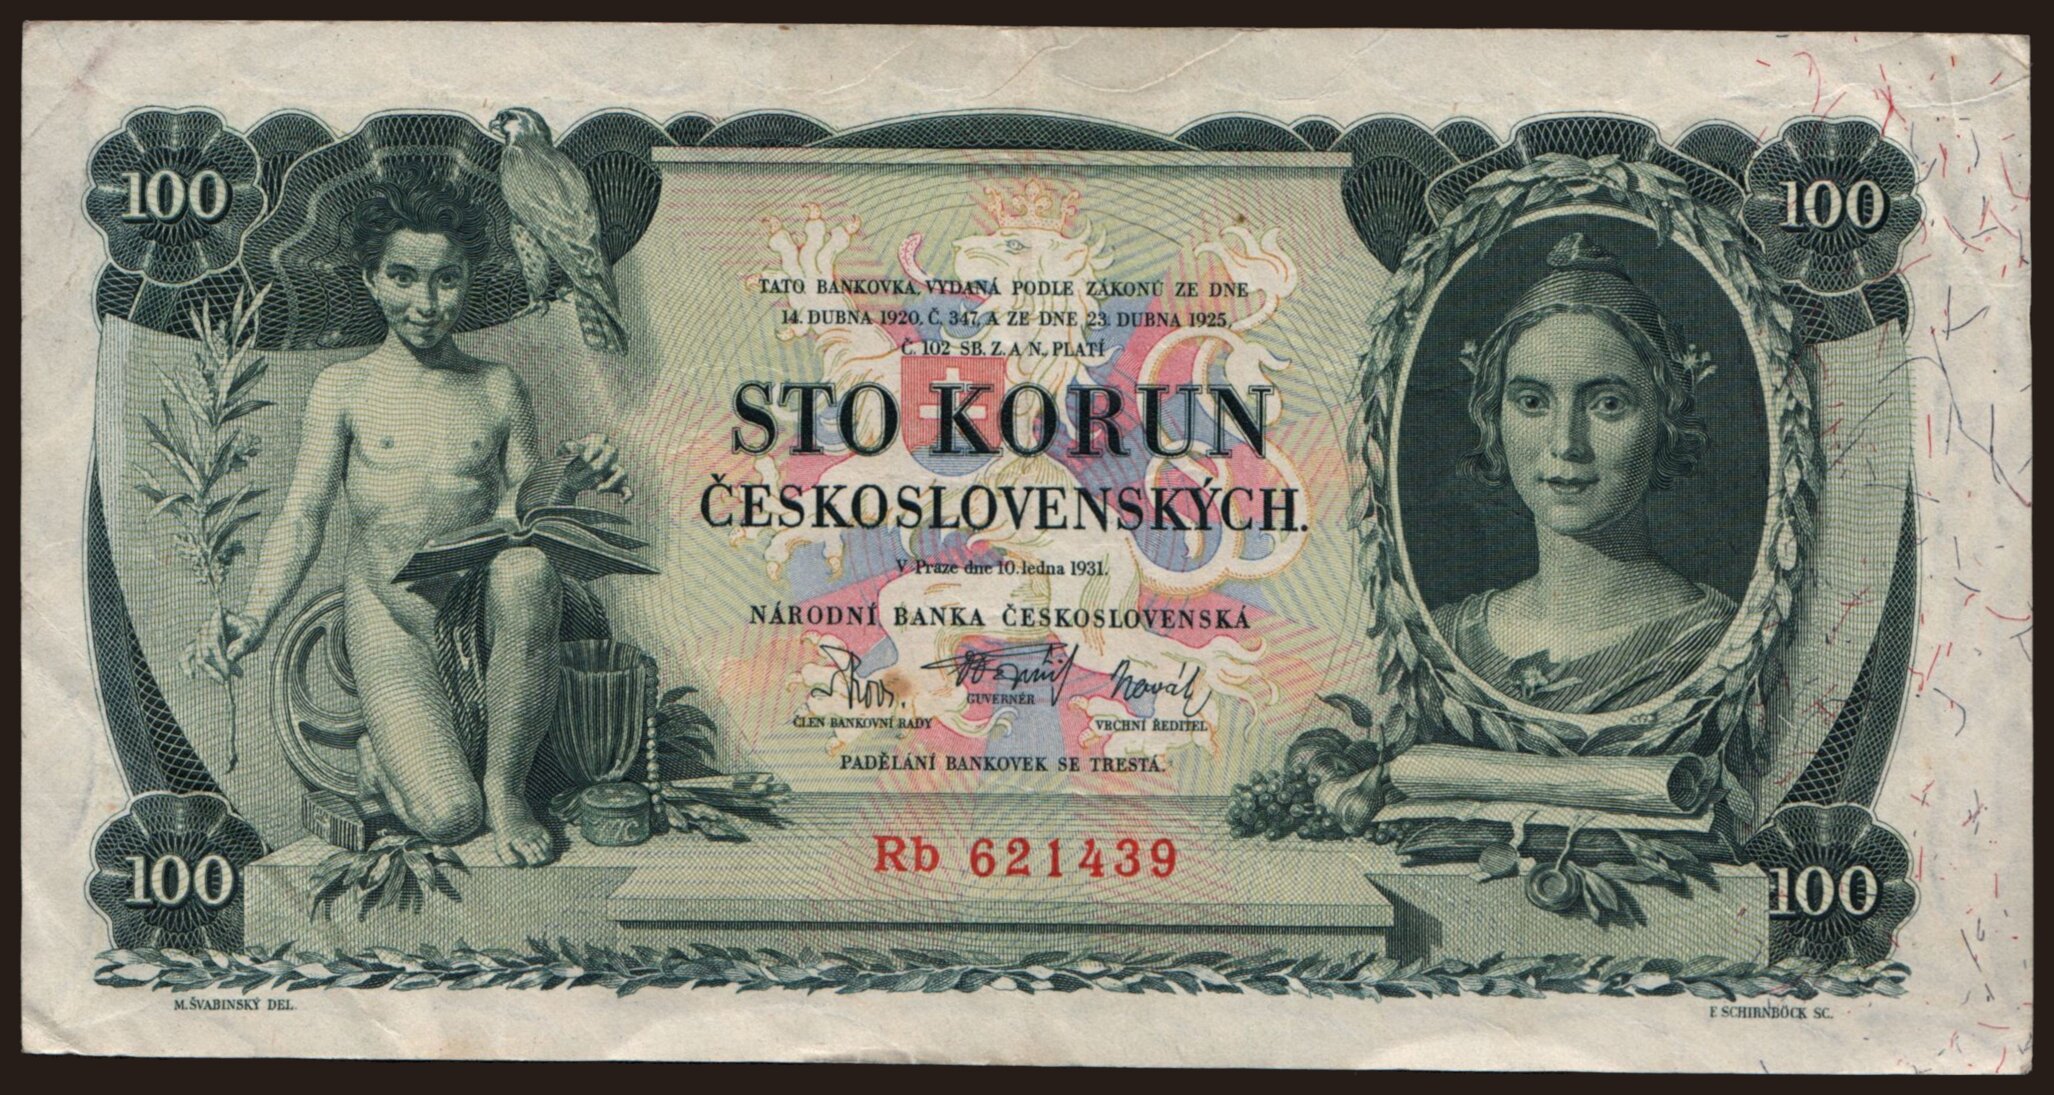 100
100
TATO BANKOVKA, VYDANÁ PODLE ZÁKONŮ ZE DNE
14. DUBNA 1920, Č. 347, A ZE DNE 23. DUBNA 1925,
Č. 102 SB. Z. A N., PLATÍ
STO KORUN
ČESKOSLOVENSKÝCH.
V Praze dne 10. ledna 1931.
NÁRODNÍ BANKA ČESKOSLOVENSKÁ
GUVERNÉR
ČLEN BANKOVNÍ RADY
VRCHNÍ ŘEDITEL
PADĚLÁNÍ BANKOVEK SE TRESTÁ.
Rb 621439
100
100
M. ŠVABINSKÝ DEL.
F. SCHIRNBÖCK SC.